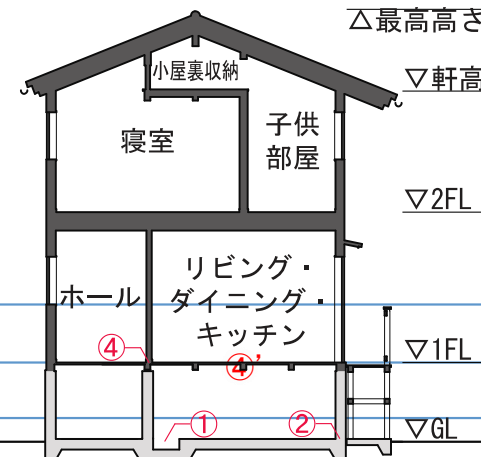 △最高高さ
小屋裏収納
▽軒高
寝室
子供
部屋
▽2FL
リビング・
ダイニング・
キッチン
ホール
④
④'
▽1FL
①
②
▽GL